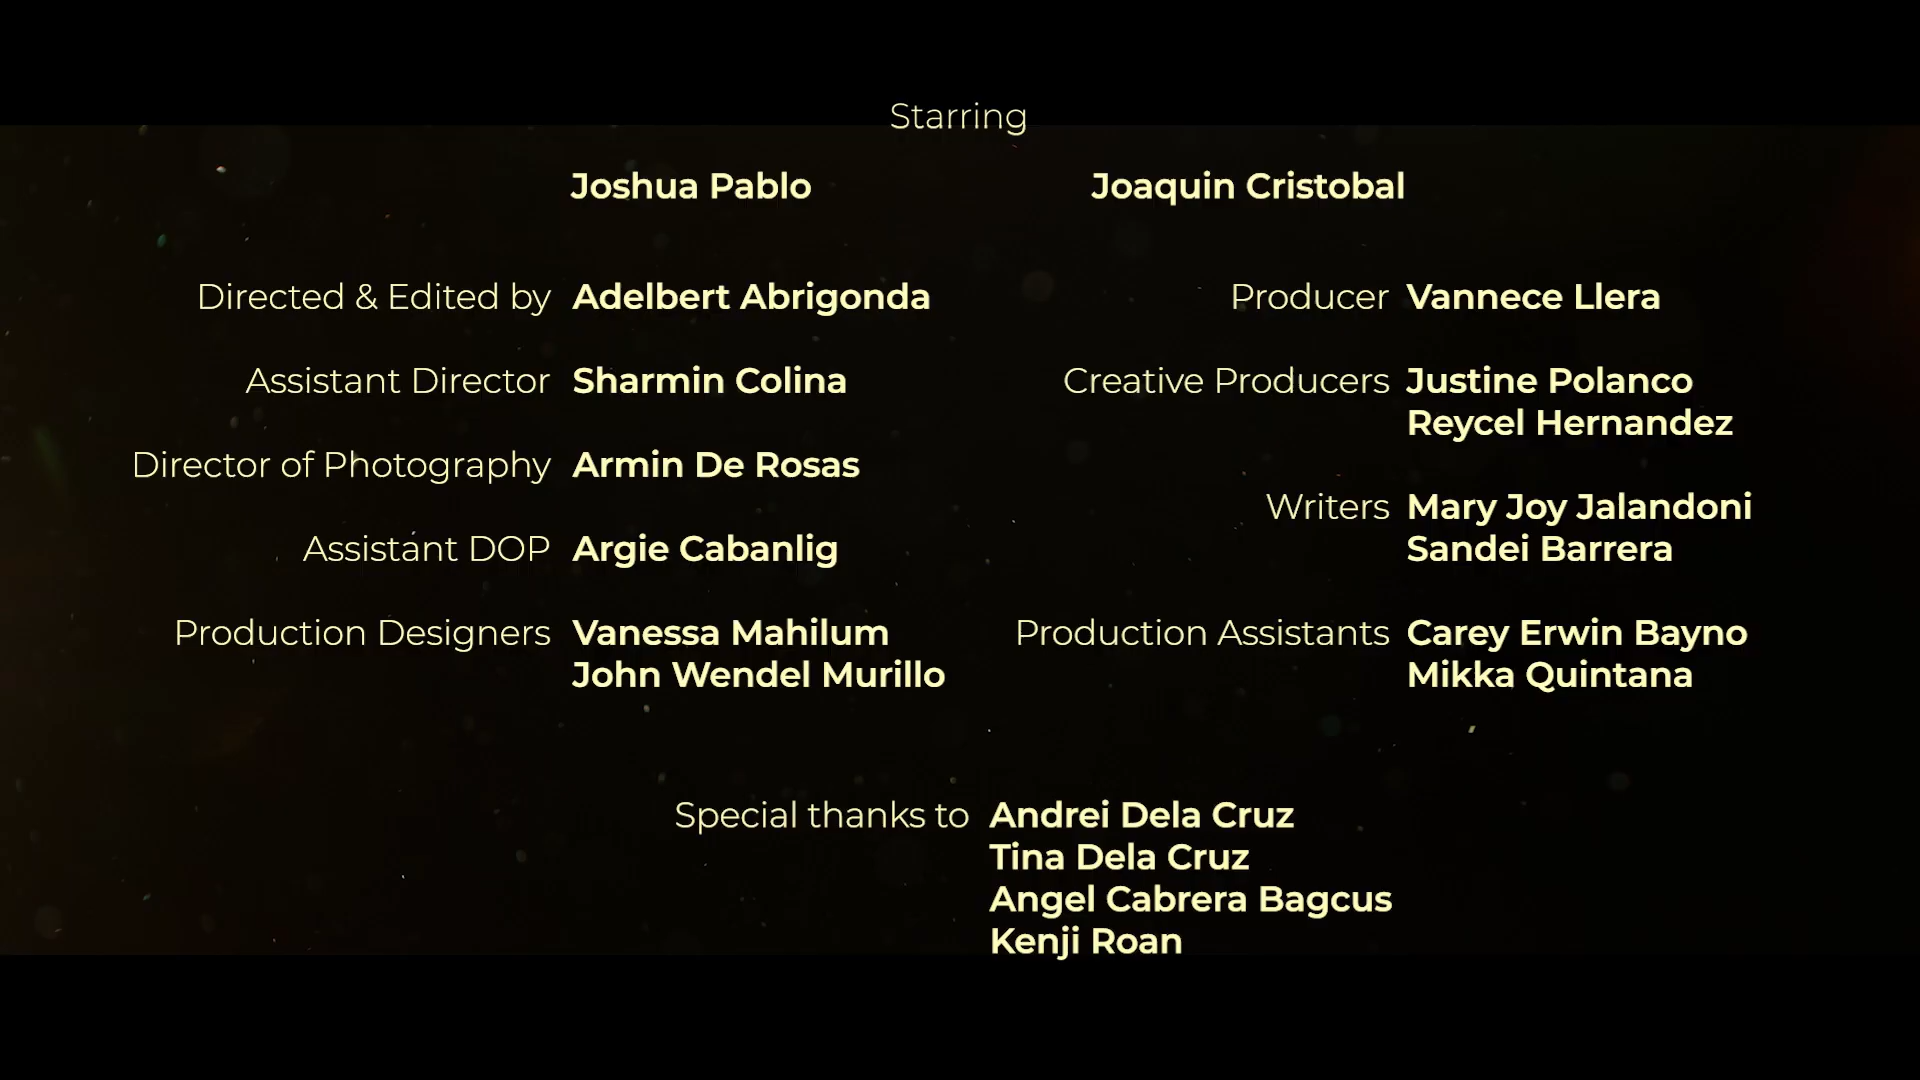 Starring
Joshua Pablo
Joaquin Cristobal
Directed & Edited by Adelbert Abrigonda
Assistant Director Sharmin Colina
Director of Photography Armin De Rosas
Assistant DOP Argie Cabanlig
Production Designers Vanessa Mahilum
John Wendel Murillo
Producer Vannece Llera
Creative Producers Justine Polanco
Reycel Hernandez
Writers Mary Joy Jalandoni
Sandei Barrera
Production Assistants Carey Erwin Bayno
Mikka Quintana
Special thanks to Andrei Dela Cruz
Tina Dela Cruz
Angel Cabrera Bagcus
Kenji Roan